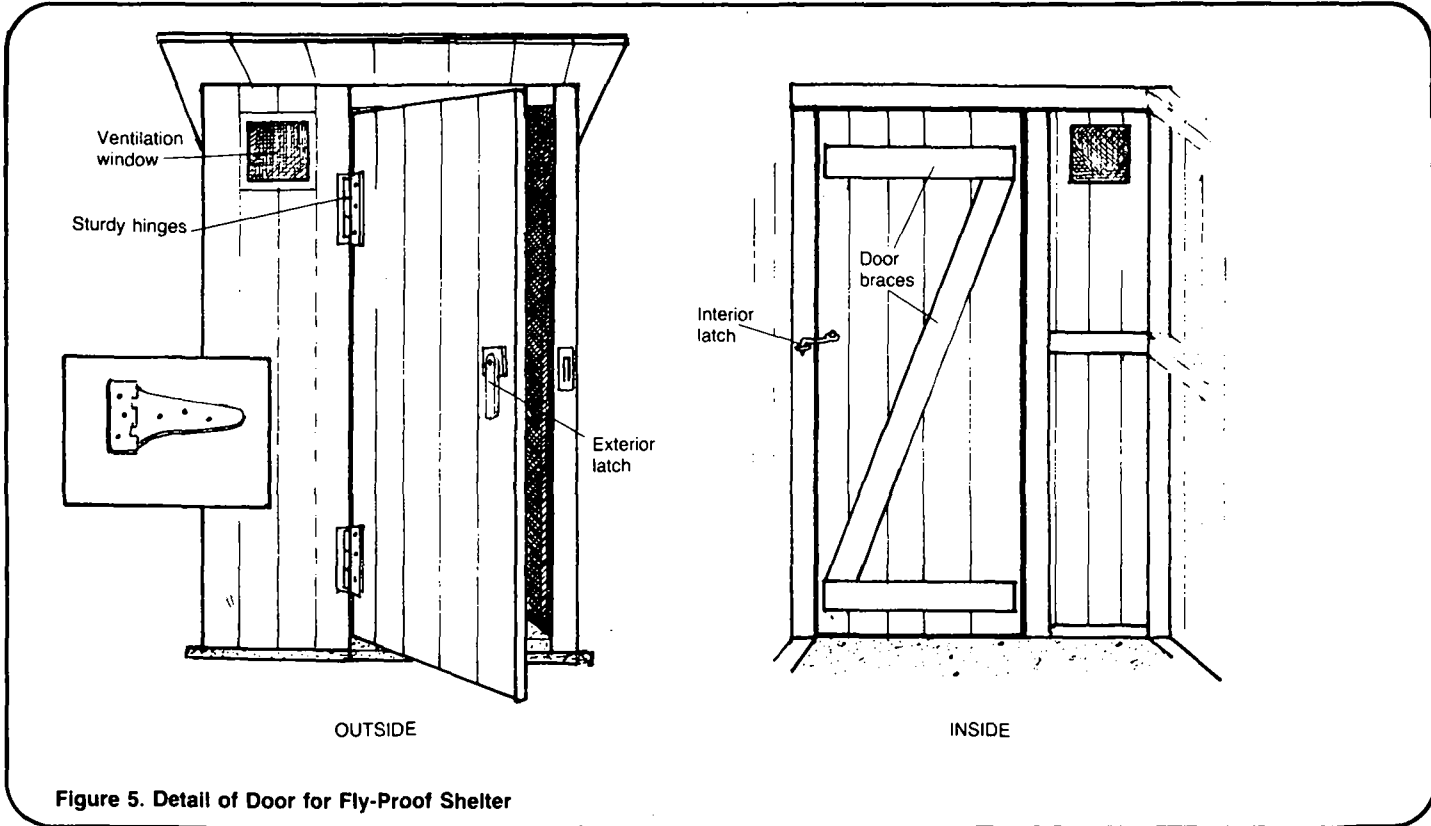 Ventilation
window
Sturdy hinges
Exterior
latch
OUTSIDE
Interior
latch
Door
braces
INSIDE
Figure 5. Detail of Door for Fly-Proof Shelter